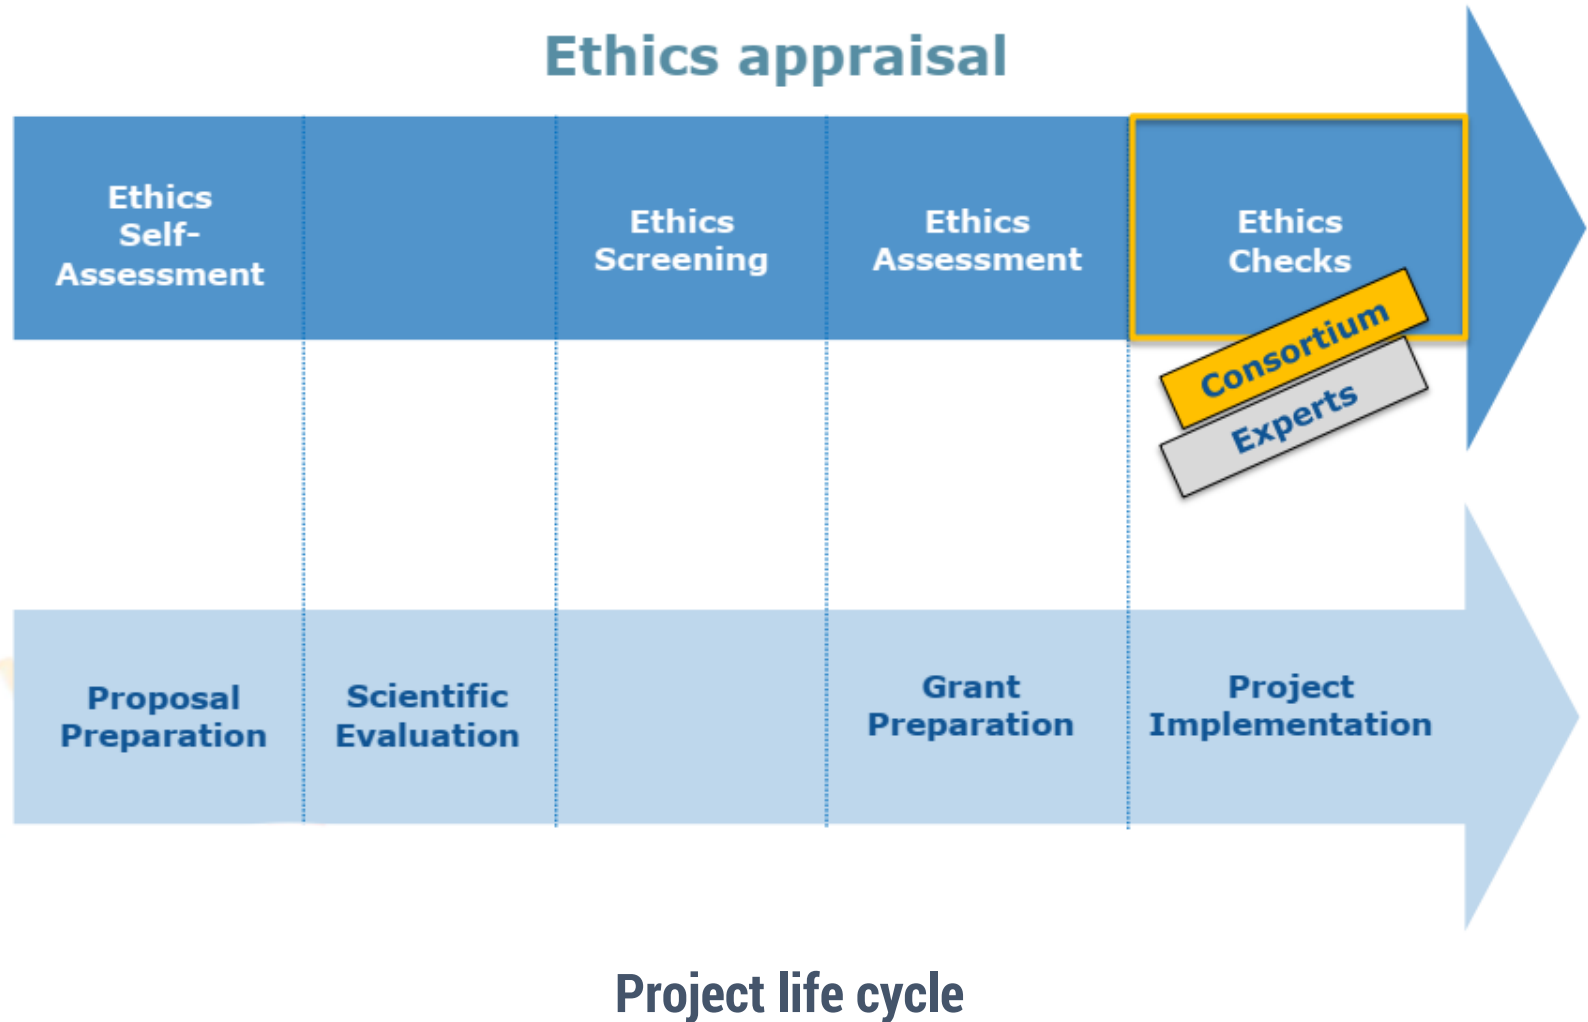 Ethics appraisal
Ethics
Self-
Assessment
Ethics
Screening
Ethics
Assessment
Ethics
Checks
Consortium
Experts
Proposal
Preparation
Scientific
Evaluation
Grant
Preparation
Project
Implementation
Project life cycle